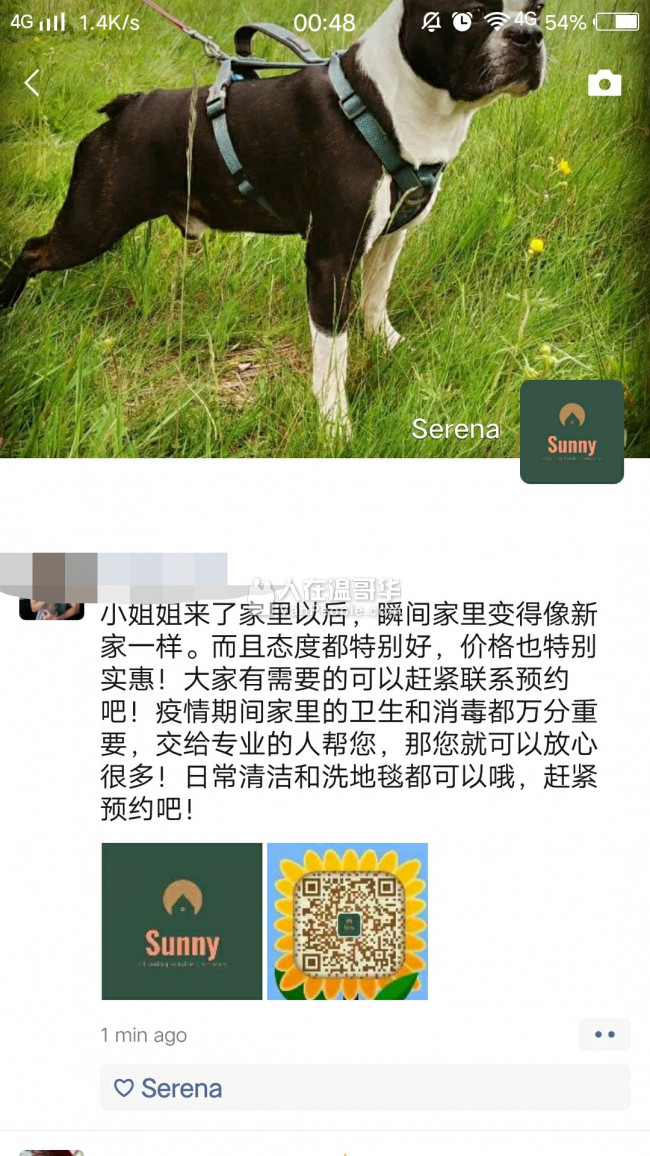 4G 1.4K/s 00:48 4G 54%
Serena
Sunny
人在温哥华
小姐姐来了家里以后，瞬间家里变得像新
家一样。而且态度都特别好，价格也特别
实惠！大家有需要的可以赶紧联系预约
吧！疫情期间家里的卫生和消毒都万分重
要，交给专业的人帮您，那您就可以放心
很多！日常清洁和洗地毯都可以哦，赶紧
预约吧！
Sunny
1 min ago
Serena